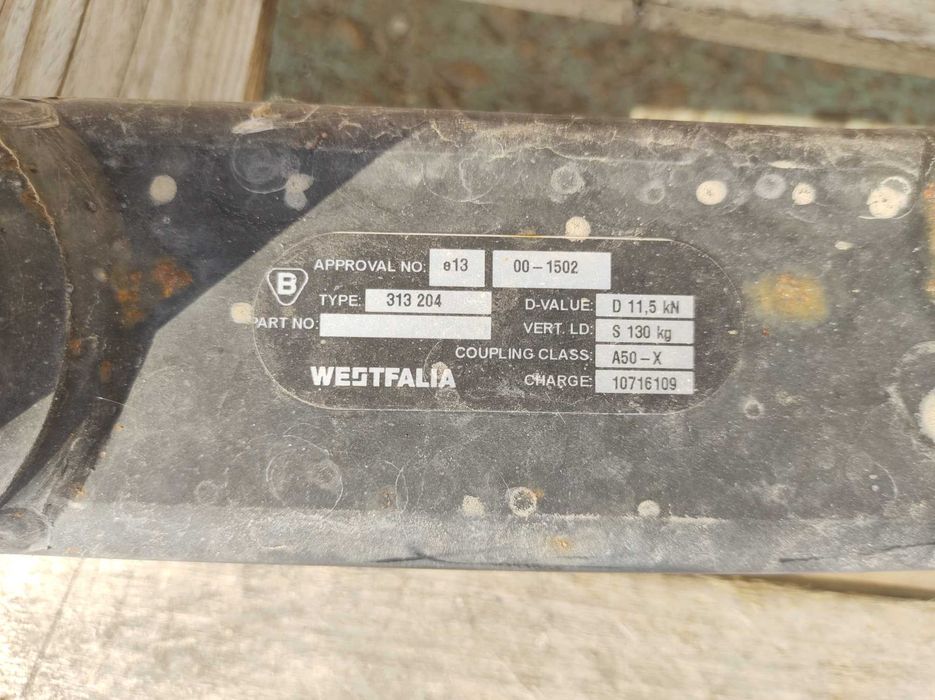 B
APPROVAL NO: e13 00-1502
TYPE: 313 204
D-VALUE: D 11,5 kN
PART NO:
VERT. LD: S 130 kg
COUPLING CLASS: A50-X
WESTFALIA
CHARGE: 10716109